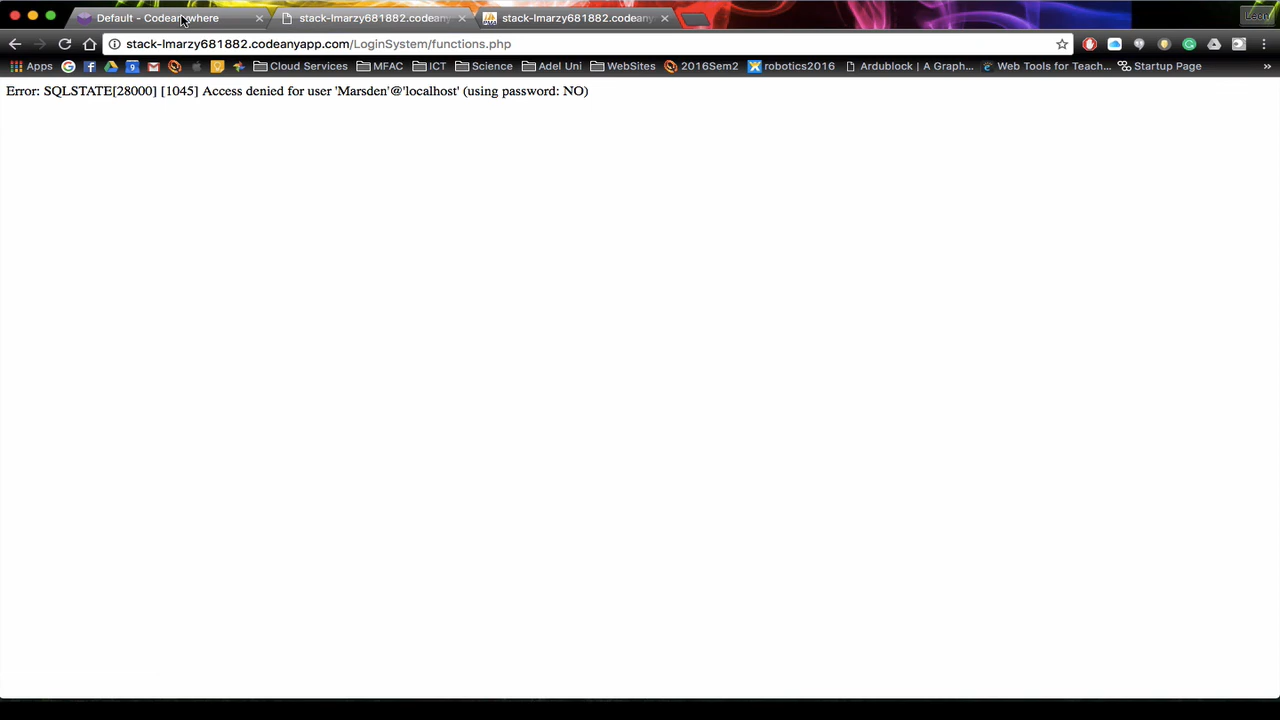 Default - Codeanywhere
stack-lmarzy681882.codeany
stack-lmarzy681882.codeany
Leon
stack-lmarzy681882.codeanyapp.com/LoginSystem/functions.php
Apps
Cloud Services
MFAC
ICT
Science
Adel Uni
WebSites
2016Sem2
robotics2016
Ardublock | A Graph...
Web Tools for Teach...
Startup Page
»
Error: SQLSTATE[28000] [1045] Access denied for user 'Marsden'@'localhost' (using password: NO)